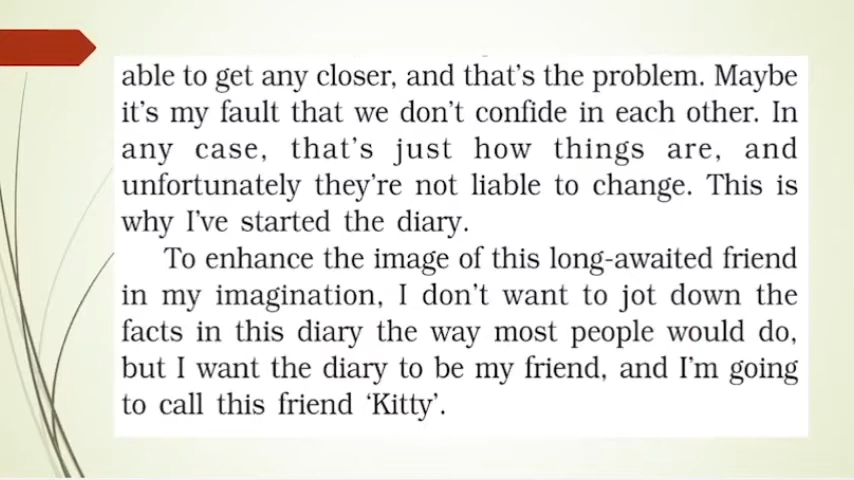 able to get any closer, and that's the problem. Maybe
it's my fault that we don't confide in each other. In
any case, that's just how things are, and
unfortunately they're not liable to change. This is
why I've started the diary.
To enhance the image of this long-awaited friend
in my imagination, I don't want to jot down the
facts in this diary the way most people would do,
but I want the diary to be my friend, and I'm going
to call this friend ‘Kitty’.